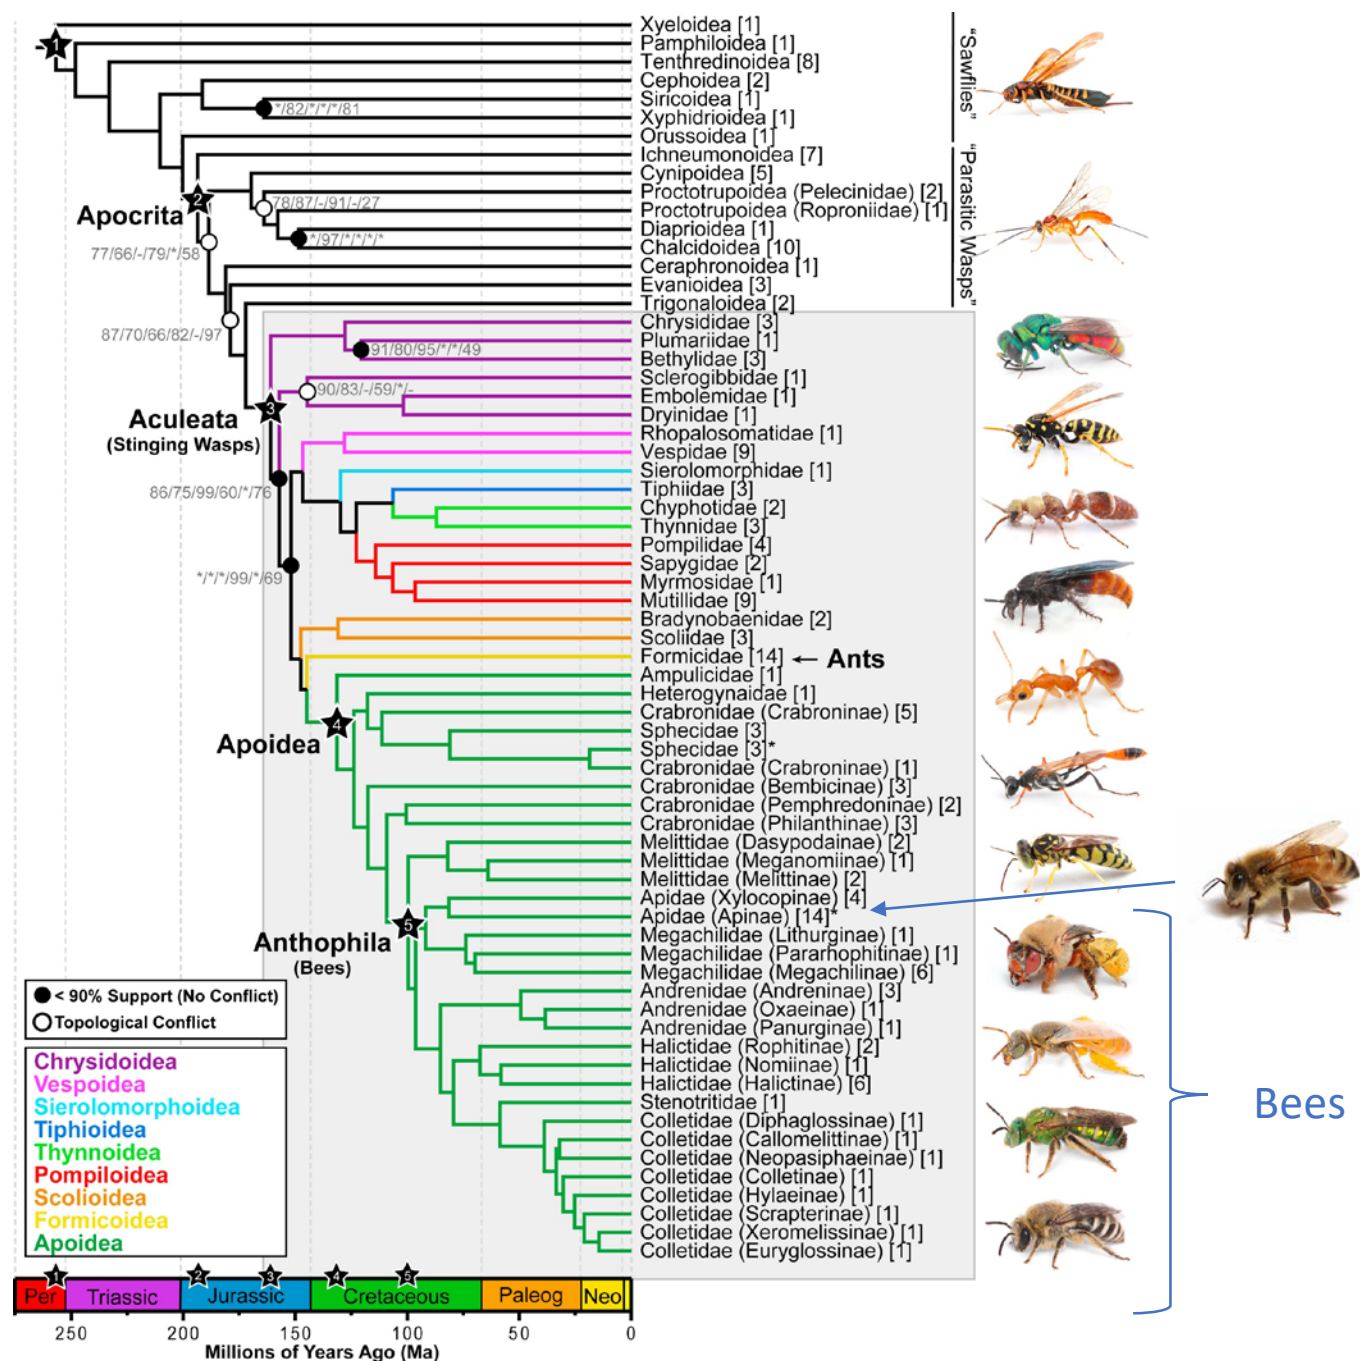 Xyeloidea [1]
Pamphiloidea [1]
Tenthredinoidea [8]
Cephoidea [2]
Siricoidea [1]
Xyphidrioidea [1]
Orussoidea [1]
Ichneumonoidea [7]
Cynipoidea [5]
Proctotrupoidea (Pelecinidae) [2]
Proctotrupoidea (Roproniidae) [1]
Diaprioidea [1]
Chalcidoidea [10]
Ceraphronoidea [1]
Evanioidea [3]
Trigonaloidea [2]
Chrysididae [3]
Plumariidae [1]
Bethylidae [3]
Sclerogibbidae [1]
Embolemidae [1]
Dryinidae [1]
Rhopalosomatidae [1]
Vespidae [9]
Sierolomorphidae [1]
Tiphiidae [3]
Chyphotidae [2]
Thynnidae [3]
Pompilidae [4]
Sapygidae [2]
Myrmosidae [1]
Mutillidae [9]
Bradynobaenidae [2]
Scoliidae [3]
Formicidae [14] ← Ants
Ampulicidae [1]
Heterogynaidae [1]
Crabronidae (Crabroninae) [5]
Sphecidae [3]
Sphecidae [3]*
Crabronidae (Crabroninae) [1]
Crabronidae (Bembicinae) [3]
Crabronidae (Pemphredoninae) [2]
Crabronidae (Philanthinae) [3]
Melittidae (Dasypodainae) [2]
Melittidae (Meganomiinae) [1]
Melittidae (Melittinae) [2]
Apidae (Xylocopinae) [4]
Apidae (Apinae) [14]*
Megachilidae (Lithurginae) [1]
Megachilidae (Pararhophitinae) [1]
Megachilidae (Megachilinae) [6]
Andrenidae (Andreninae) [3]
Andrenidae (Oxaeinae) [1]
Andrenidae (Panurginae) [1]
Halictidae (Rophitinae) [2]
Halictidae (Nomiinae) [1]
Halictidae (Halictinae) [6]
Stenotritidae [1]
Colletidae (Diphaglossinae) [1]
Colletidae (Callomelittinae) [1]
Colletidae (Neopasiphaeinae) [1]
Colletidae (Colletinae) [1]
Colletidae (Hylaeinae) [1]
Colletidae (Scrapterinae) [1]
Colletidae (Xeromelissinae) [1]
Colletidae (Euryglossinae) [1]
"Sawflies"
"Parasitic Wasps"
1
*/82/*/*/*/81
2
Apocrita
78/87/-/91/-/27
*/97/*/*/*/*
77/66/-/79/*/58
87/70/66/82/-/97
91/80/95/*/*/49
90/83/-/59/*/-
3
Aculeata
(Stinging Wasps)
86/75/99/60/*/76
*/*/*/99/*/69
4
Apoidea
5
Anthophila
(Bees)
< 90% Support (No Conflict)
Topological Conflict
Chrysidoidea
Vespoidea
Sierolomorphoidea
Tiphioidea
Thynnoidea
Pompiloidea
Scolioidea
Formicoidea
Apoidea
Bees
1 2 3 4 5
Per Triassic Jurassic Cretaceous Paleog Neo
250 200 150 100 50 0
Millions of Years Ago (Ma)